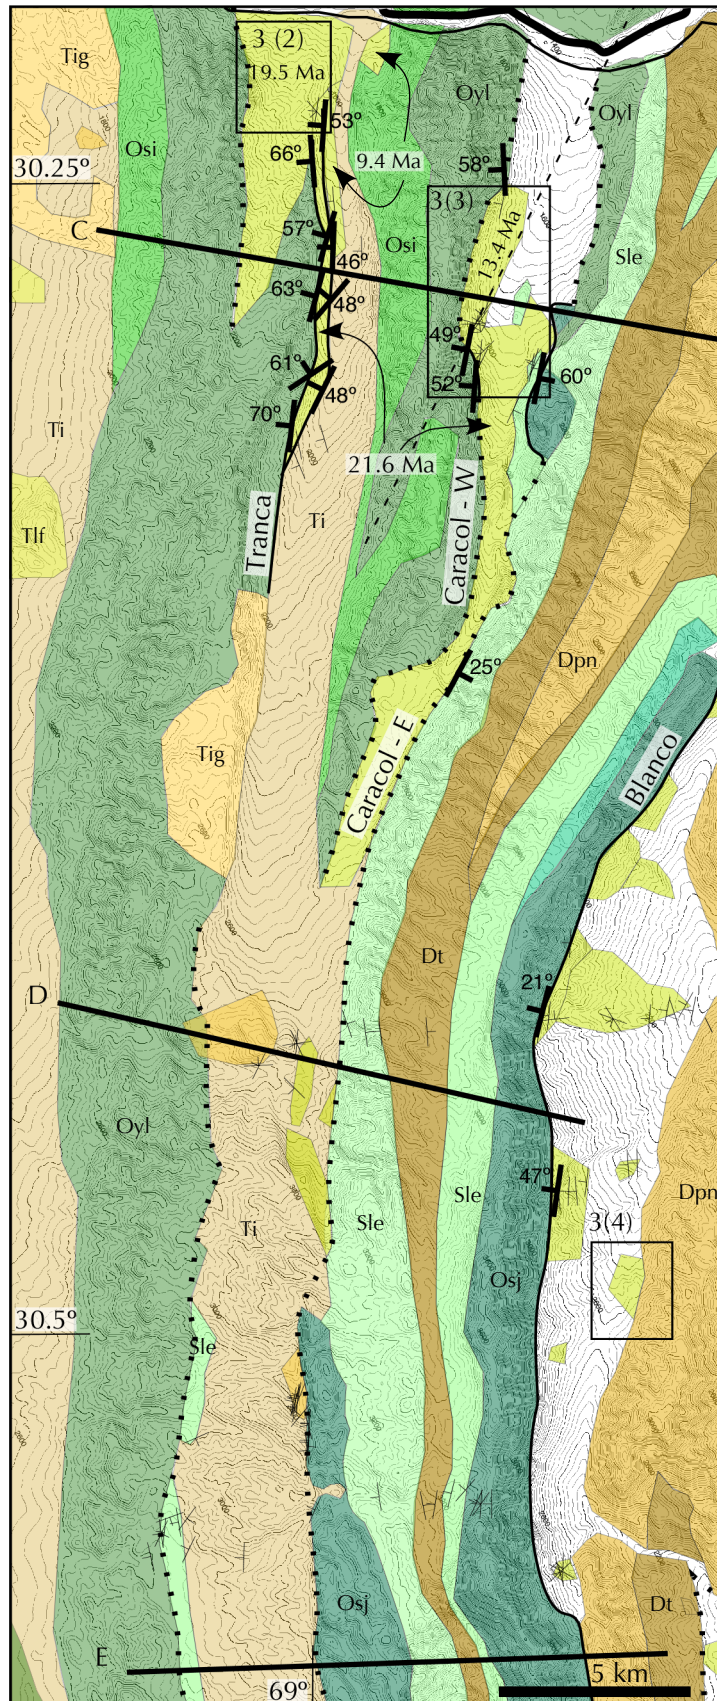 3 (2)
19.5 Ma
Tig
Oyl
Oyl
53º
Osi
66º
9.4 Ma
58º
30.25º
3(3)
C
57º
13.4 Ma
Osi
46º
Sle
63º
48º
49º
61º
52º
60º
48º
70º
Ti
Ti
21.6 Ma
Tlf
Tranca
Caracol - W
Dpn
25º
Tig
Caracol - E
Blanco
Dt
21º
D
Oyl
47º
Sle
Sle
Dpn
Ti
3(4)
Osj
30.5º
Sle
Osj
Dt
E
69º
5 km